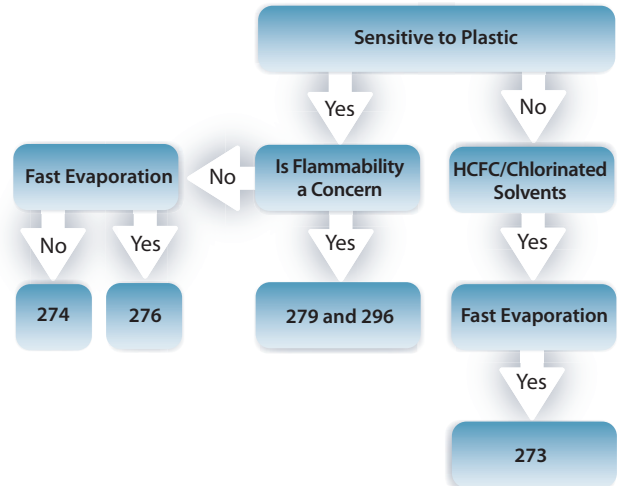 Sensitive to Plastic
Yes
No
Fast Evaporation
No
Is Flammability
a Concern
HCFC/Chlorinated
Solvents
No
Yes
Yes
Yes
274
276
279 and 296
Fast Evaporation
Yes
273